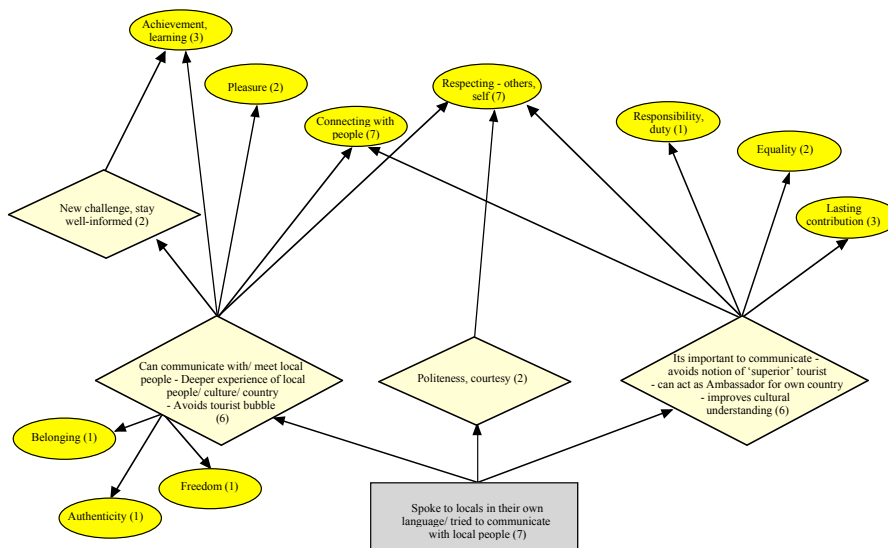 Achievement,
learning (3)
Pleasure (2)
Respecting - others,
self (7)
Connecting with
people (7)
Responsibility,
duty (1)
Equality (2)
New challenge, stay
well-informed (2)
Lasting
contribution (3)
Can communicate with/ meet local
people - Deeper experience of local
people/ culture/ country
- Avoids tourist bubble
(6)
Politeness, courtesy (2)
Its important to communicate -
avoids notion of ‘superior’ tourist
- can act as Ambassador for own country
- improves cultural
understanding (6)
Belonging (1)
Freedom (1)
Authenticity (1)
Spoke to locals in their own
language/ tried to communicate
with local people (7)